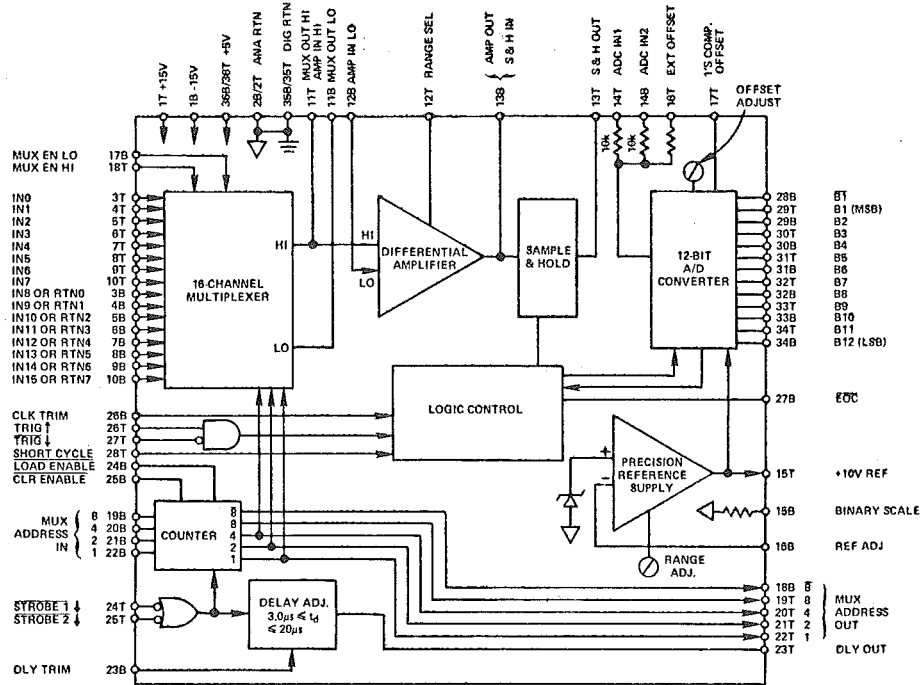 1T +15V
1B -15V
35B/36T +5V
2B/2T ANA RTN
35B/35T DIG RTN
11T MUX OUT HI
AMP IN HI
11B MUX OUT LO
12B AMP IN LO
12T RANGE SEL
13B AMP OUT
S & H IN
13T S & H OUT
14T ADC IN1
14B ADC IN2
16T EXT OFFSET
17T 1'S COMP.
OFFSET
OFFSET
ADJUST
10k
10k
MUX EN LO 17B
MUX EN HI 18T
IN0 3T
IN1 4T
IN2 5T
IN3 6T
IN4 7T
IN5 8T
IN6 9T
IN7 10T
IN8 OR RTN0 3B
IN9 OR RTN1 4B
IN10 OR RTN2 5B
IN11 OR RTN3 6B
IN12 OR RTN4 7B
IN13 OR RTN5 8B
IN14 OR RTN6 9B
IN15 OR RTN7 10B
16-CHANNEL
MULTIPLEXER
HI
LO
HI
LO
DIFFERENTIAL
AMPLIFIER
SAMPLE
& HOLD
12-BIT
A/D
CONVERTER
28B B̅1̅
29T B1 (MSB)
29B B2
30T B3
30B B4
31T B5
31B B6
32T B7
32B B8
33T B9
33B B10
34T B11
34B B12 (LSB)
27B E̅O̅C̅
LOGIC CONTROL
CLK TRIM 26B
TRIG ↑ 26T
T̅R̅I̅G̅ ↓ 27T
S̅H̅O̅R̅T̅ C̅Y̅C̅L̅E̅ 28T
L̅O̅A̅D̅ E̅N̅A̅B̅L̅E̅ 24B
C̅L̅R̅ E̅N̅A̅B̅L̅E̅ 25B
MUX
ADDRESS
IN
8 19B
4 20B
2 21B
1 22B
COUNTER
8̅
8
4
2
1
+
−
PRECISION
REFERENCE
SUPPLY
RANGE
ADJ.
15T +10V REF
15B BINARY SCALE
16B REF ADJ
S̅T̅R̅O̅B̅E̅ 1̅ ↓ 24T
S̅T̅R̅O̅B̅E̅ 2̅ ↓ 25T
DELAY ADJ.
3.0µs ≤ td
≤ 20µs
DLY TRIM 23B
18B 8̅
19T 8
20T 4
21T 2
22T 1
MUX
ADDRESS
OUT
23T DLY OUT